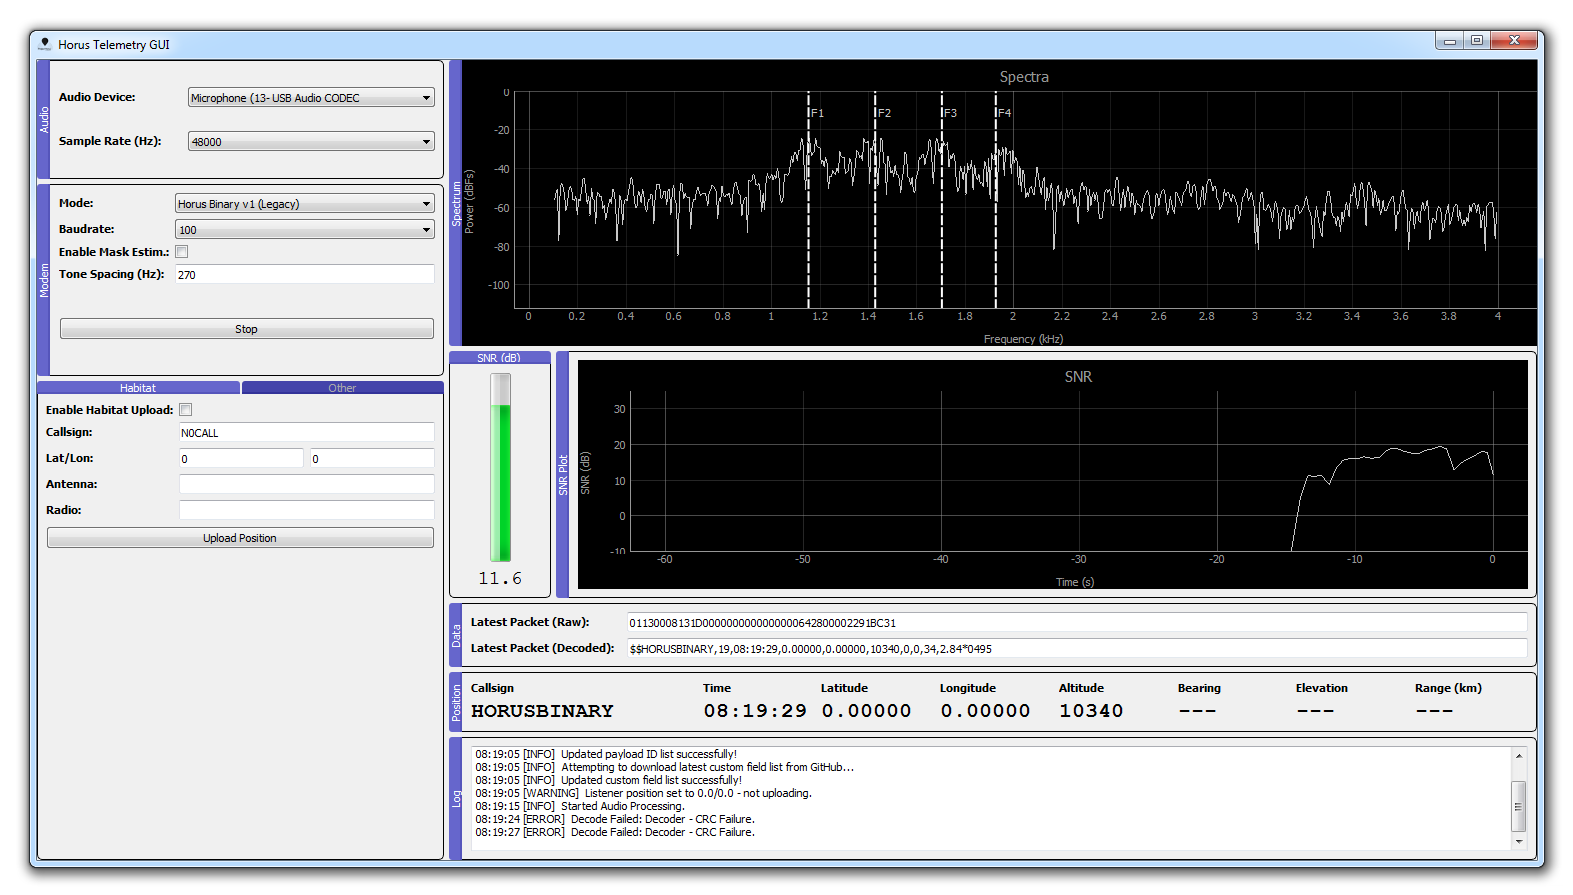 Horus Telemetry GUI
Audio
Audio Device:
Microphone (13- USB Audio CODEC
Sample Rate (Hz):
48000
Modem
Mode:
Horus Binary v1 (Legacy)
Baudrate:
100
Enable Mask Estim.:
Tone Spacing (Hz):
270
Stop
Habitat
Other
Enable Habitat Upload:
Callsign:
N0CALL
Lat/Lon:
0
0
Antenna:
Radio:
Upload Position
Spectrum
Spectra
F1 F2 F3 F4
0
-20
-40
-60
-80
-100
Power (dBFs)
0 0.2 0.4 0.6 0.8 1 1.2 1.4 1.6 1.8 2 2.2 2.4 2.6 2.8 3 3.2 3.4 3.6 3.8 4
Frequency (kHz)
SNR (dB)
11.6
SNR Plot
SNR
30
20
10
0
-10
SNR (dB)
-60 -50 -40 -30 -20 -10 0
Time (s)
Data
Latest Packet (Raw):
01130008131D0000000000000000642800002291BC31
Latest Packet (Decoded):
$$HORUSBINARY,19,08:19:29,0.00000,0.00000,10340,0,0,34,2.84*0495
Position
Callsign Time Latitude Longitude Altitude Bearing Elevation Range (km)
HORUSBINARY 08:19:29 0.00000 0.00000 10340 --- --- ---
Log
08:19:05 [INFO] Updated payload ID list successfully!
08:19:05 [INFO] Attempting to download latest custom field list from GitHub...
08:19:05 [INFO] Updated custom field list successfully!
08:19:05 [WARNING] Listener position set to 0.0/0.0 - not uploading.
08:19:15 [INFO] Started Audio Processing.
08:19:24 [ERROR] Decode Failed: Decoder - CRC Failure.
08:19:27 [ERROR] Decode Failed: Decoder - CRC Failure.